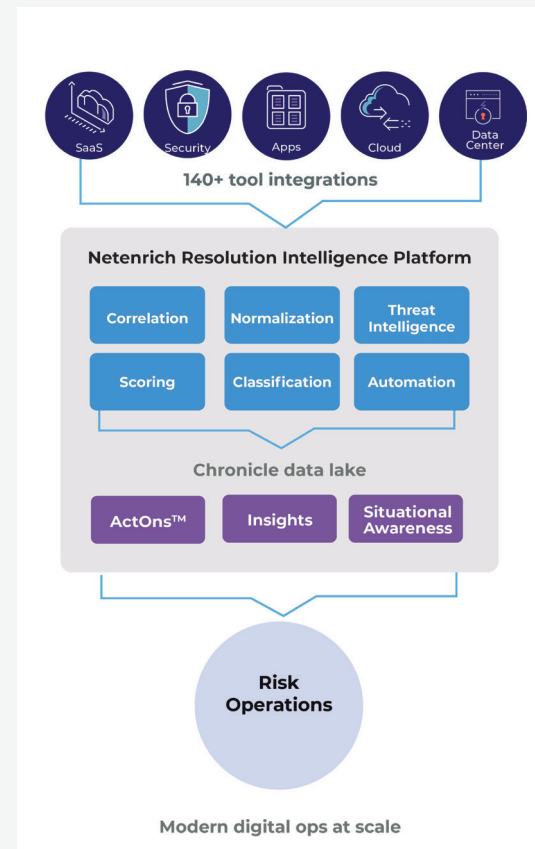 SaaS
Security
Apps
Cloud
Data
Center
140+ tool integrations
Netenrich Resolution Intelligence Platform
Correlation
Normalization
Threat
Intelligence
Scoring
Classification
Automation
Chronicle data lake
ActOns™
Insights
Situational
Awareness
Risk
Operations
Modern digital ops at scale